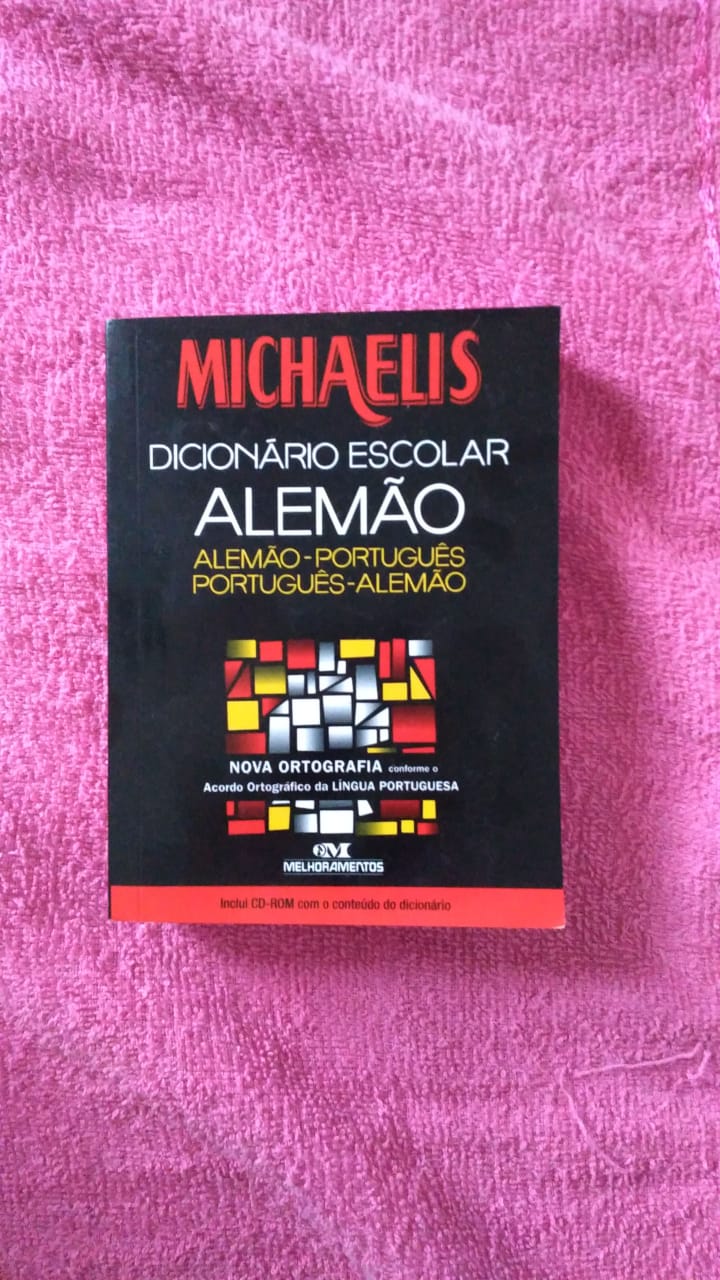 MICHAELIS
DICIONÁRIO ESCOLAR
ALEMÃO
ALEMÃO-PORTUGUÊS
PORTUGUÊS-ALEMÃO
NOVA ORTOGRAFIA conforme o
Acordo Ortográfico da LÍNGUA PORTUGUESA
M
MELHORAMENTOS
Inclui CD-ROM com o conteúdo do dicionário